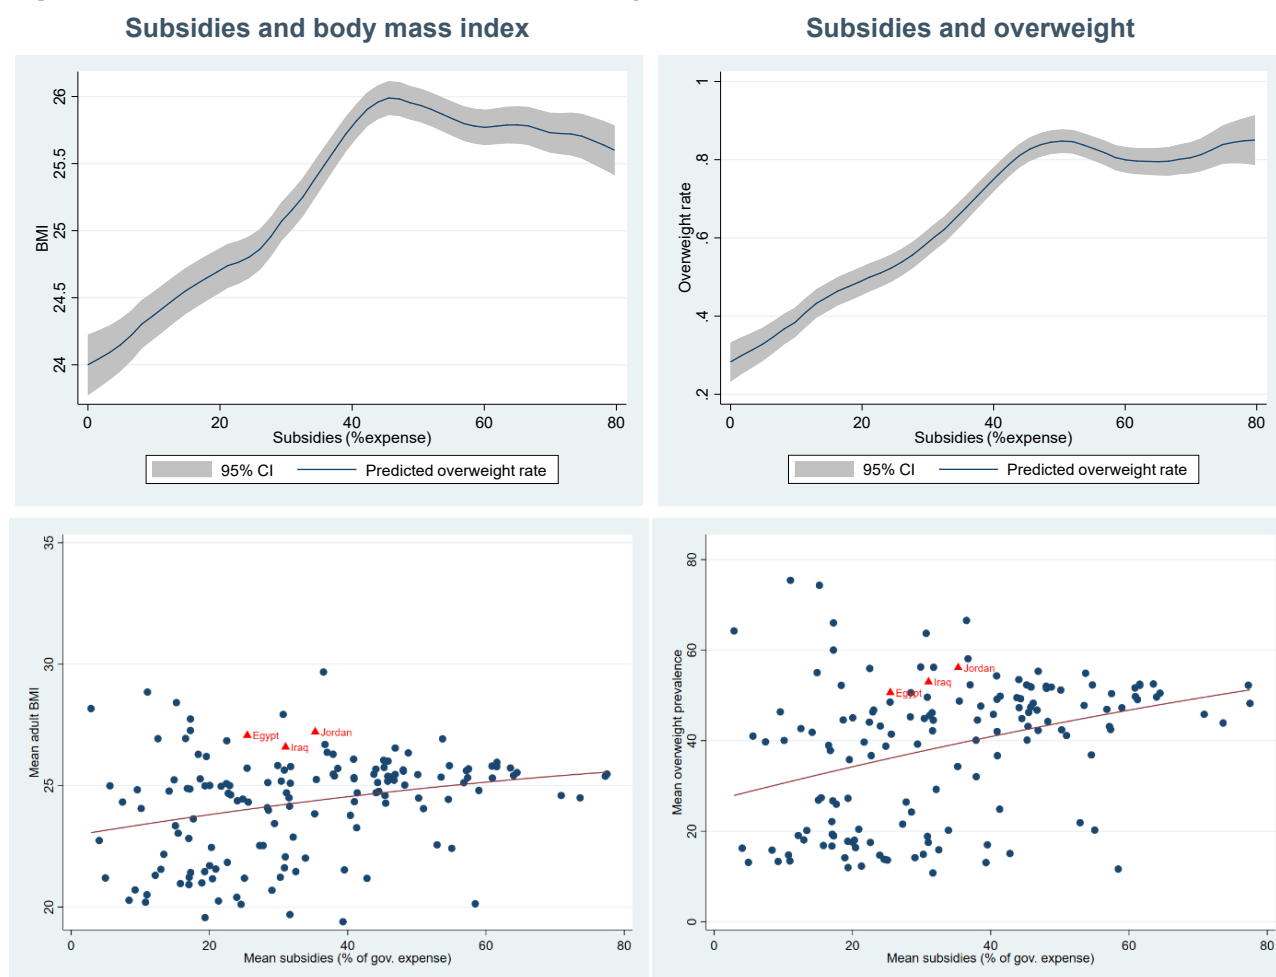 Subsidies and body mass index
26
25.5
25
24.5
24
BMI
0 20 40 60 80
Subsidies (%expense)
95% CI Predicted overweight rate
Subsidies and overweight
1
.8
.6
.4
.2
Overweight rate
0 20 40 60 80
Subsidies (%expense)
95% CI Predicted overweight rate
35
30
25
20
Mean adult BMI
Egypt
Iraq
Jordan
0 20 40 60 80
Mean subsidies (% of gov. expense)
80
60
40
20
0
Mean overweight prevalence
Jordan
Iraq
Egypt
0 20 40 60 80
Mean subsidies (% of gov. expense)